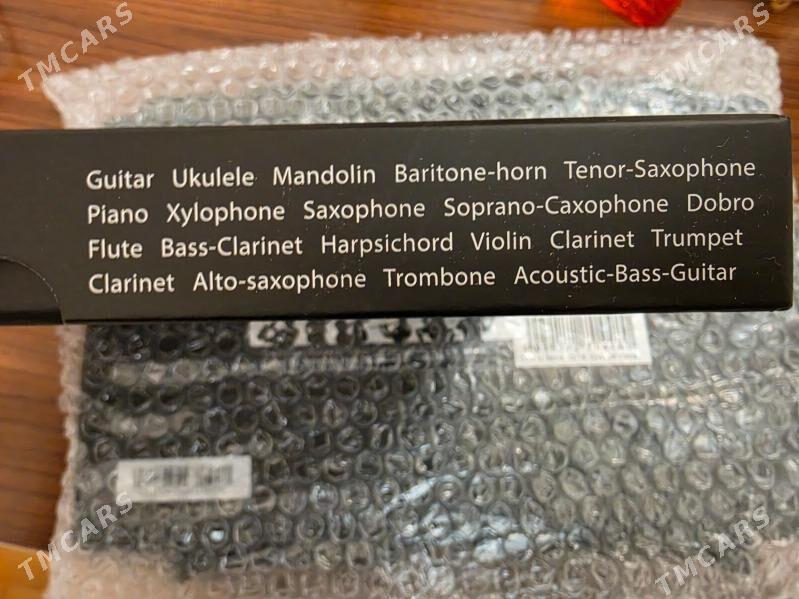 TMCARS
TMCARS
Guitar Ukulele Mandolin Baritone-horn Tenor-Saxophone
Piano Xylophone Saxophone Soprano-Caxophone Dobro
Flute Bass-Clarinet Harpsichord Violin Clarinet Trumpet
Clarinet Alto-saxophone Trombone Acoustic-Bass-Guitar
TMCARS
TMCARS